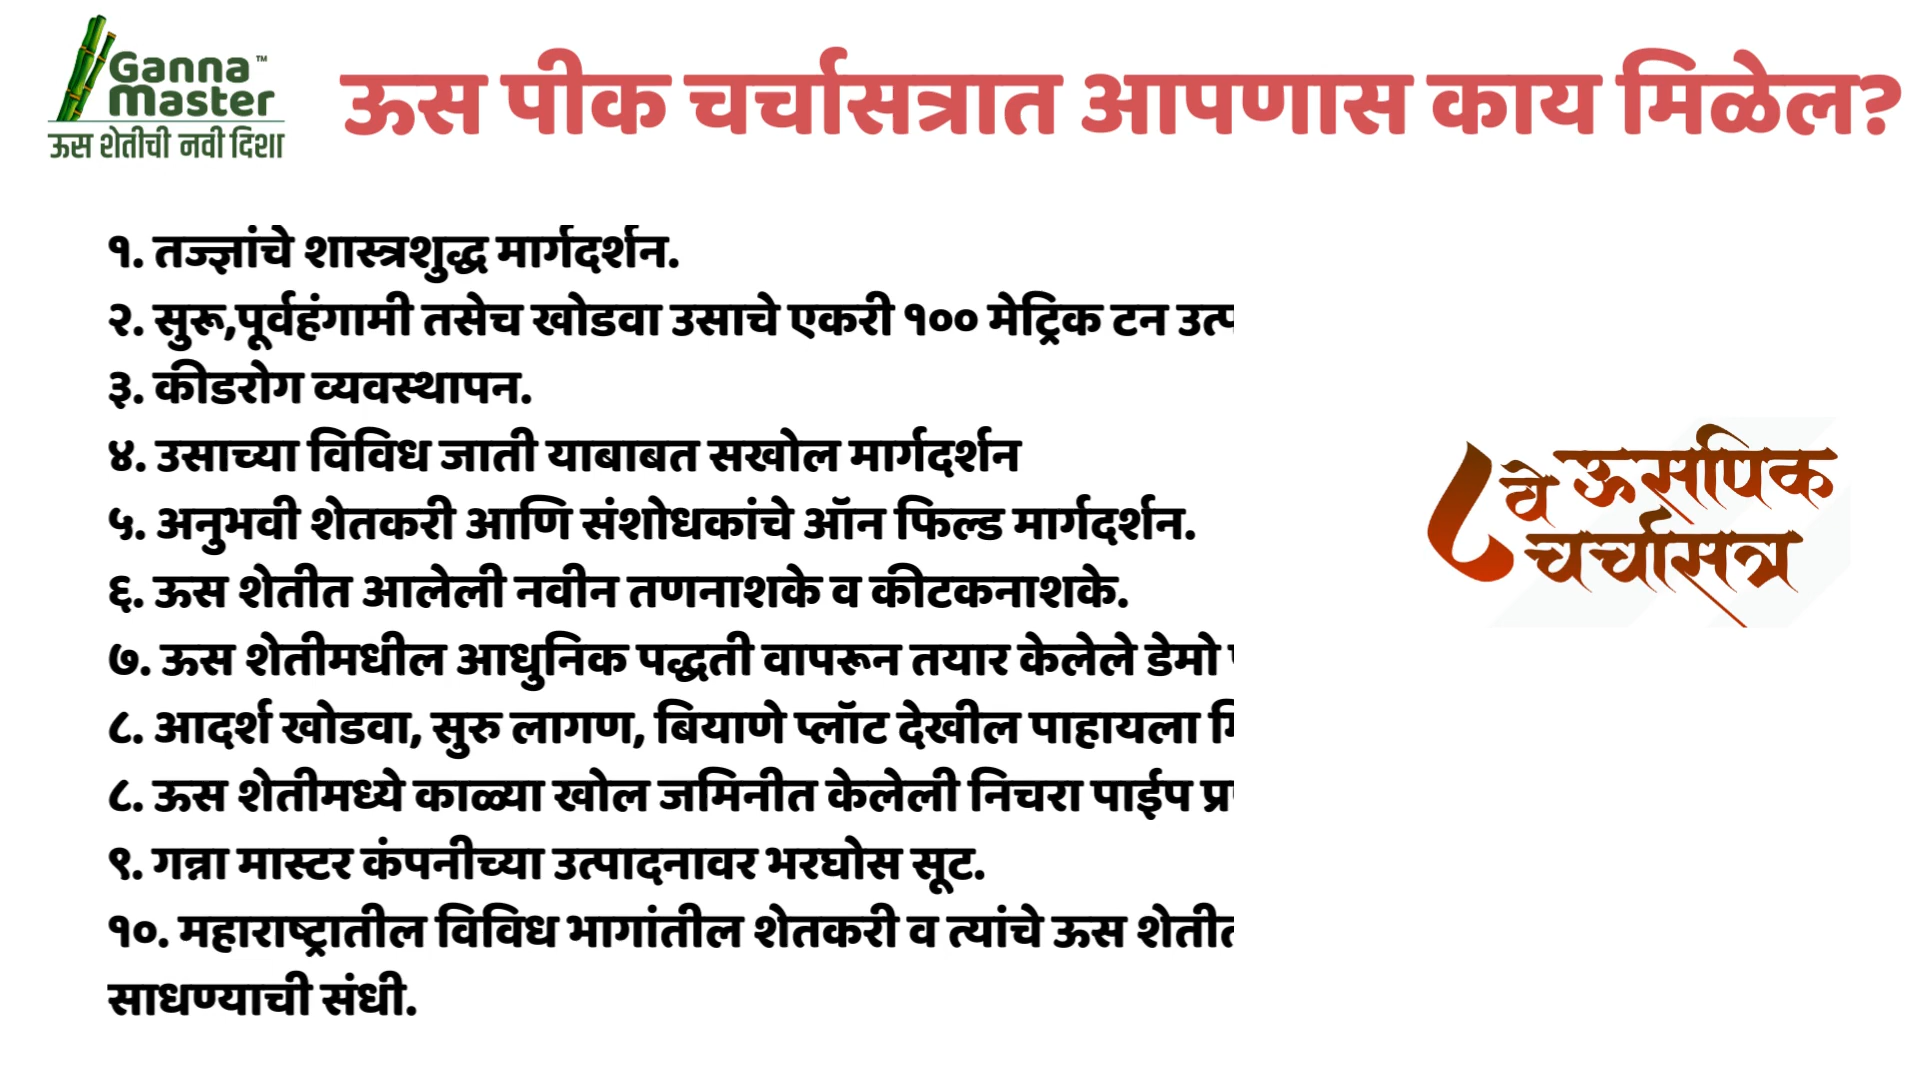 Ganna™
master
ऊस शेतीची नवी दिशा
ऊस पीक चर्चासत्रात आपणास काय मिळेल?
१. तज्ज्ञांचे शास्त्रशुद्ध मार्गदर्शन.
२. सुरू,पूर्वहंगामी तसेच खोडवा उसाचे एकरी १०० मेट्रिक टन
३. कीडरोग व्यवस्थापन.
४. उसाच्या विविध जाती याबाबत सखोल मार्गदर्शन
५. अनुभवी शेतकरी आणि संशोधकांचे ऑन फिल्ड मार्गदर्शन.
६. ऊस शेतीत आलेली नवीन तणनाशके व कीटकनाशके.
७. ऊस शेतीमधील आधुनिक पद्धती वापरून तयार केलेले डेमो
८. आदर्श खोडवा, सुरु लागण, बियाणे प्लॉट देखील पाहायला
८. ऊस शेतीमध्ये काळ्या खोल जमिनीत केलेली निचरा पाईप
९. गन्ना मास्टर कंपनीच्या उत्पादनावर भरघोस सूट.
१०. महाराष्ट्रातील विविध भागांतील शेतकरी व त्यांचे ऊस
साधण्याची संधी.
८ वे ऊसपिक
चर्चासत्र